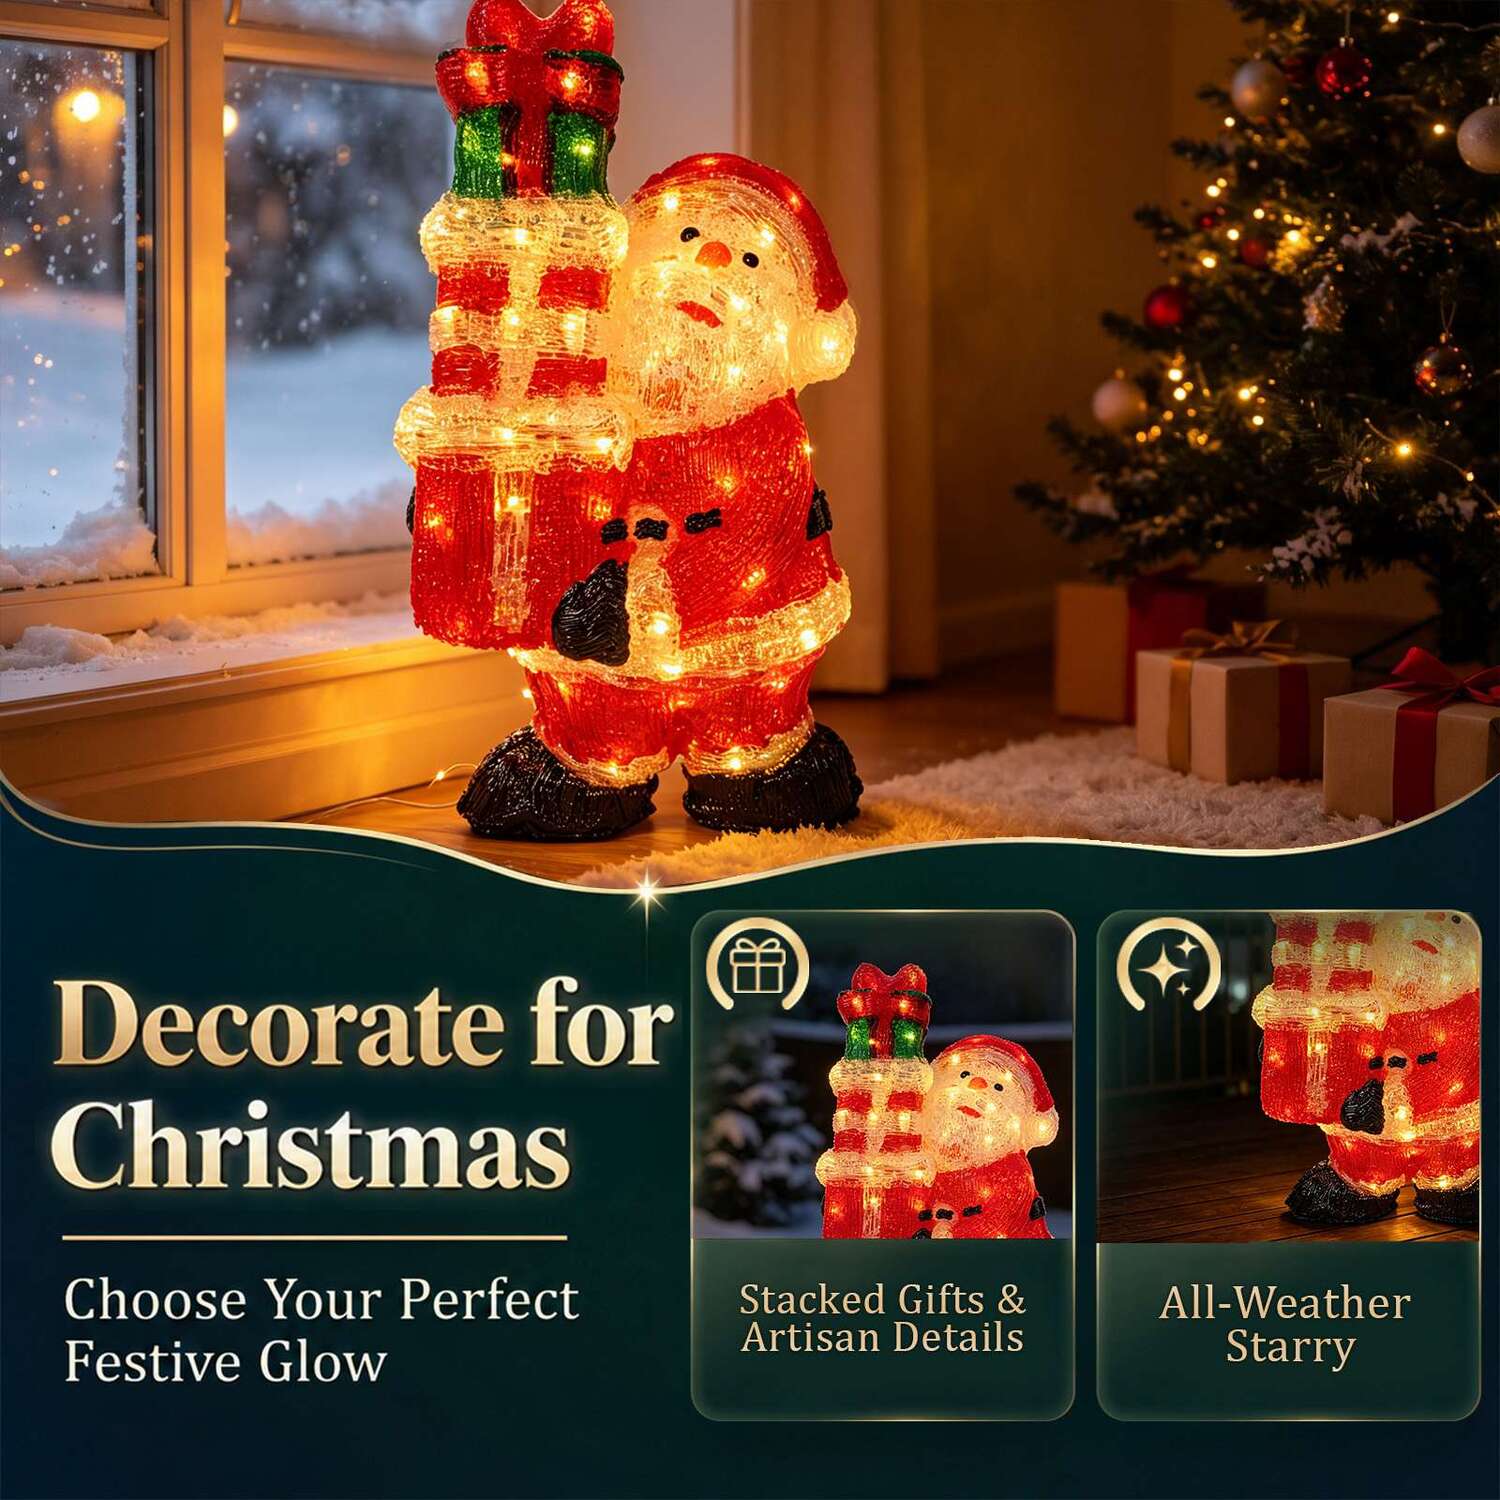 Decorate for
Christmas
Choose Your Perfect
Festive Glow
Stacked Gifts &
Artisan Details
All-Weather
Starry